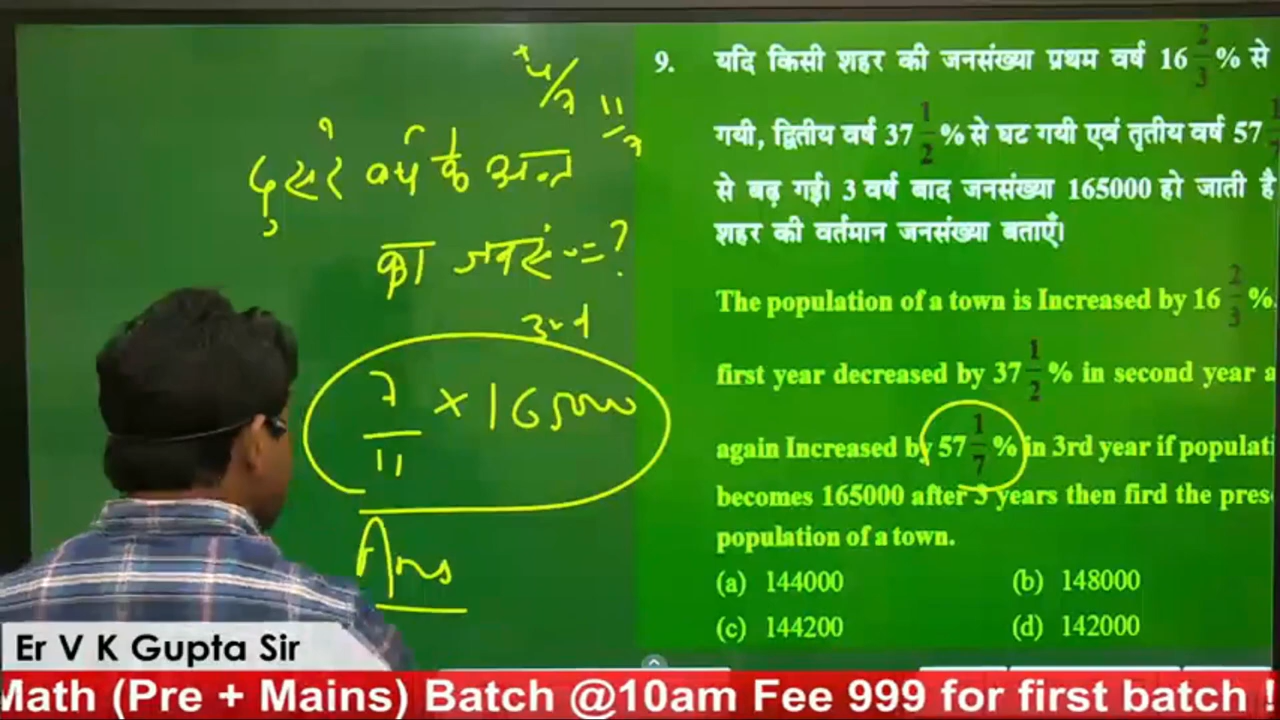 +4/7 11/7
दूसरे वर्ष के अन्त
का जनसं०=?
3rd
7/11 × 165000
Ans
9. यदि किसी शहर की जनसंख्या प्रथम वर्ष 16 2/3 % से
गयी, द्वितीय वर्ष 37 1/2 % से घट गयी एवं तृतीय वर्ष 57
से बढ़ गई। 3 वर्ष बाद जनसंख्या 165000 हो जाती है
शहर की वर्तमान जनसंख्या बताएँ।
The population of a town is Increased by 16 2/3 %
first year decreased by 37 1/2 % in second year a
again Increased by 57 1/7 % in 3rd year if populati
becomes 165000 after 3 years then fird the pres
population of a town.
(a) 144000 (b) 148000
(c) 144200 (d) 142000
Er V K Gupta Sir
Math (Pre + Mains) Batch @10am Fee 999 for first batch !